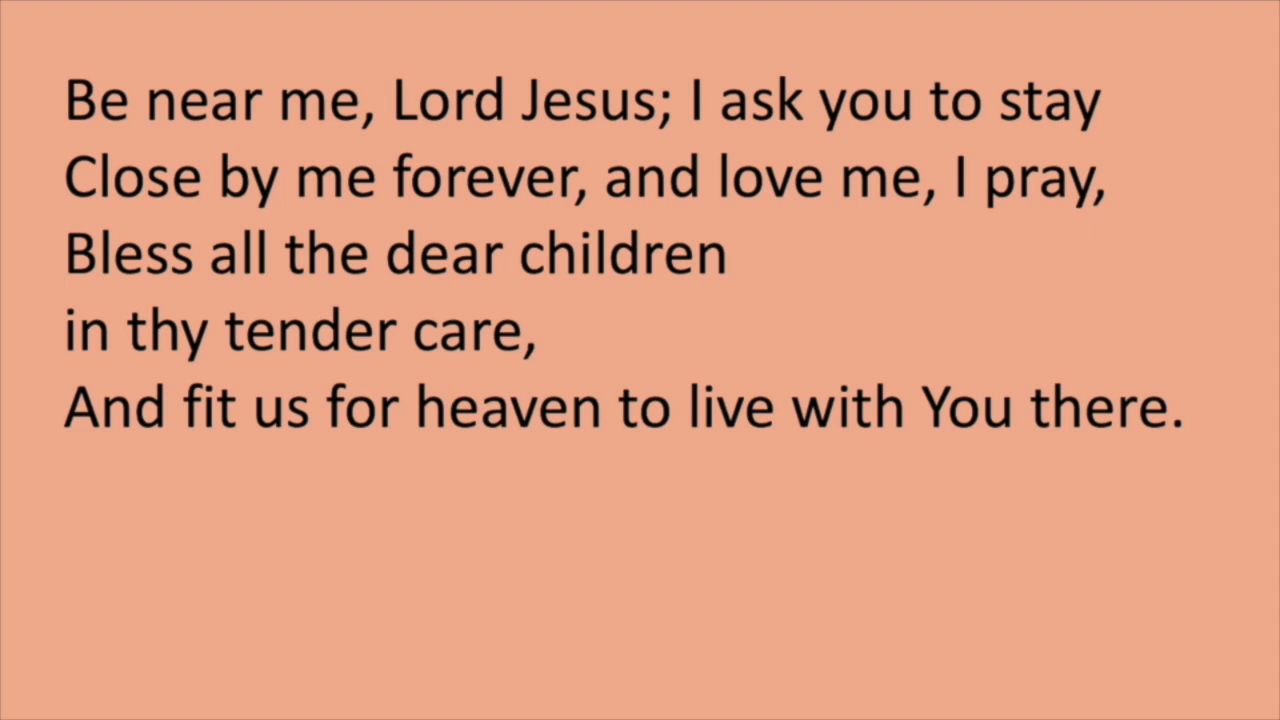 Be near me, Lord Jesus; I ask you to stay
Close by me forever, and love me, I pray,
Bless all the dear children
in thy tender care,
And fit us for heaven to live with You there.